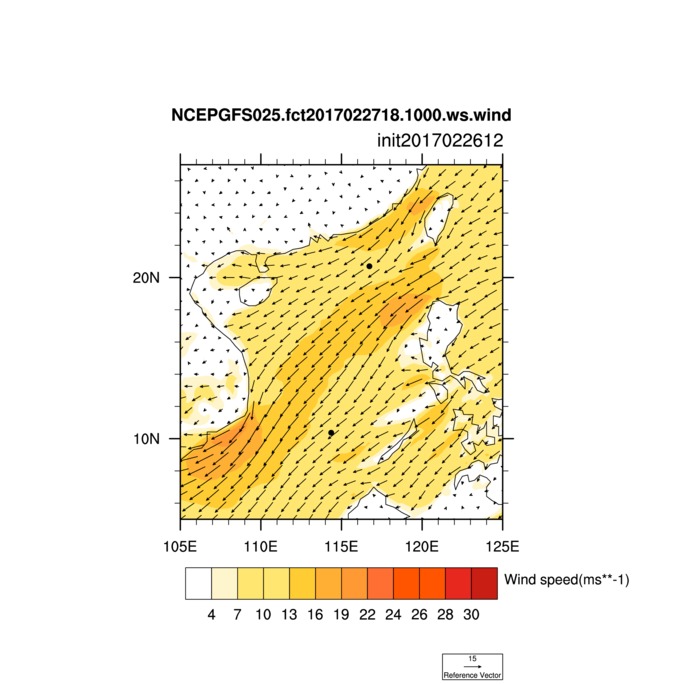 NCEPGFS025.fct2017022718.1000.ws.wind
init2017022612
20N
10N
105E 110E 115E 120E 125E
Wind speed(ms**-1)
4 7 10 13 16 19 22 24 26 28 30
15
Reference Vector